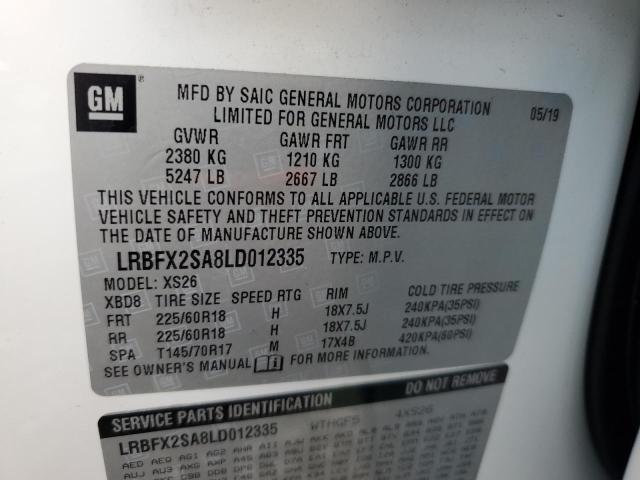 GM
MFD BY SAIC GENERAL MOTORS CORPORATION 05/19
LIMITED FOR GENERAL MOTORS LLC
GVWR GAWR FRT GAWR RR
2380 KG 1210 KG 1300 KG
5247 LB 2667 LB 2866 LB
THIS VEHICLE CONFORMS TO ALL APPLICABLE U.S. FEDERAL MOTOR
VEHICLE SAFETY AND THEFT PREVENTION STANDARDS IN EFFECT ON
THE DATE OF MANUFACTURE SHOWN ABOVE.
LRBFX2SA8LD012335 TYPE: M.P.V.
MODEL: XS26
XBD8 TIRE SIZE SPEED RTG RIM COLD TIRE PRESSURE
FRT 225/60R18 H 18X7.5J 240KPA(35PSI)
RR 225/60R18 H 18X7.5J 240KPA(35PSI)
SPA T145/70R17 M 17X4B 420KPA(60PSI)
SEE OWNER'S MANUAL FOR MORE INFORMATION.
SERVICE PARTS IDENTIFICATION DO NOT REMOVE
LRBFX2SA8LD012335 WTHGF5 4XS26